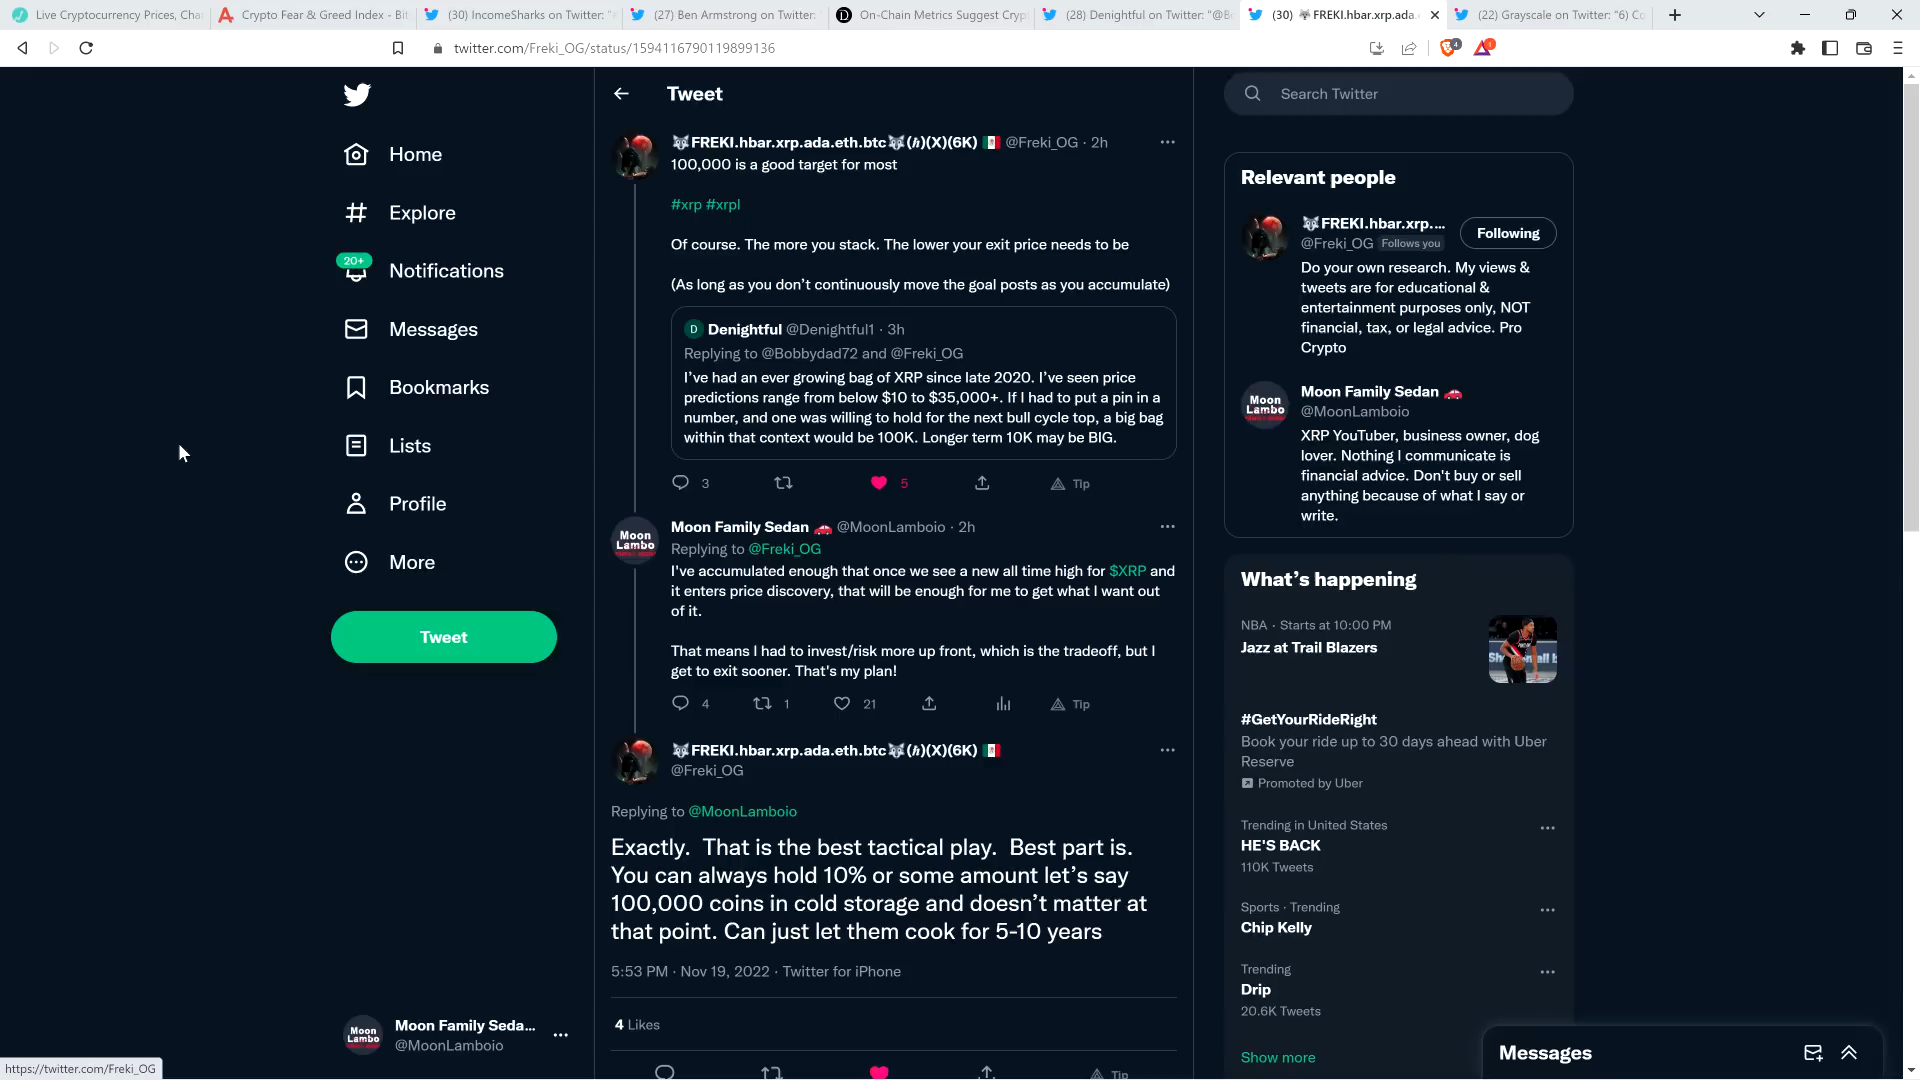 Live Cryptocurrency Prices, Cha
Crypto Fear & Greed Index - Bit
(30) IncomeSharks on Twitter: "
(27) Ben Armstrong on Twitter:
On-Chain Metrics Suggest Cryp
(28) Denightful on Twitter: "@B
(30) 🐺FREKI.hbar.xrp.ada.
(22) Grayscale on Twitter: "6) Co
twitter.com/Freki_OG/status/1594116790119899136
Home
Explore
20+
Notifications
Messages
Bookmarks
Lists
Profile
More
Tweet
Moon Family Seda...
@MoonLamboio
https://twitter.com/Freki_OG
Tweet
🐺FREKI.hbar.xrp.ada.eth.btc🐺(ℏ)(X)(6K) 🇲🇽 @Freki_OG · 2h
100,000 is a good target for most
#xrp #xrpl
Of course. The more you stack. The lower your exit price needs to be
(As long as you don’t continuously move the goal posts as you accumulate)
D Denightful @Denightful1 · 3h
Replying to @Bobbydad72 and @Freki_OG
I’ve had an ever growing bag of XRP since late 2020. I’ve seen price
predictions range from below $10 to $35,000+. If I had to put a pin in a
number, and one was willing to hold for the next bull cycle top, a big bag
within that context would be 100K. Longer term 10K may be BIG.
3 5 Tip
Moon Lambo
Moon Family Sedan 🚗 @MoonLamboio · 2h
Replying to @Freki_OG
I've accumulated enough that once we see a new all time high for $XRP and
it enters price discovery, that will be enough for me to get what I want out
of it.
That means I had to invest/risk more up front, which is the tradeoff, but I
get to exit sooner. That's my plan!
4 1 21 Tip
🐺FREKI.hbar.xrp.ada.eth.btc🐺(ℏ)(X)(6K) 🇲🇽
@Freki_OG
Replying to @MoonLamboio
Exactly.  That is the best tactical play.  Best part is.
You can always hold 10% or some amount let’s say
100,000 coins in cold storage and doesn’t matter at
that point. Can just let them cook for 5-10 years
5:53 PM · Nov 19, 2022 · Twitter for iPhone
4 Likes
Tip
Search Twitter
Relevant people
🐺FREKI.hbar.xrp....
@Freki_OG Follows you
Following
Do your own research. My views &
tweets are for educational &
entertainment purposes only, NOT
financial, tax, or legal advice. Pro
Crypto
Moon Lambo
Moon Family Sedan 🚗
@MoonLamboio
XRP YouTuber, business owner, dog
lover. Nothing I communicate is
financial advice. Don't buy or sell
anything because of what I say or
write.
What’s happening
NBA · Starts at 10:00 PM
Jazz at Trail Blazers
#GetYourRideRight
Book your ride up to 30 days ahead with Uber
Reserve
Promoted by Uber
Trending in United States
HE'S BACK
110K Tweets
Sports · Trending
Chip Kelly
Trending
Drip
20.6K Tweets
Show more
Messages